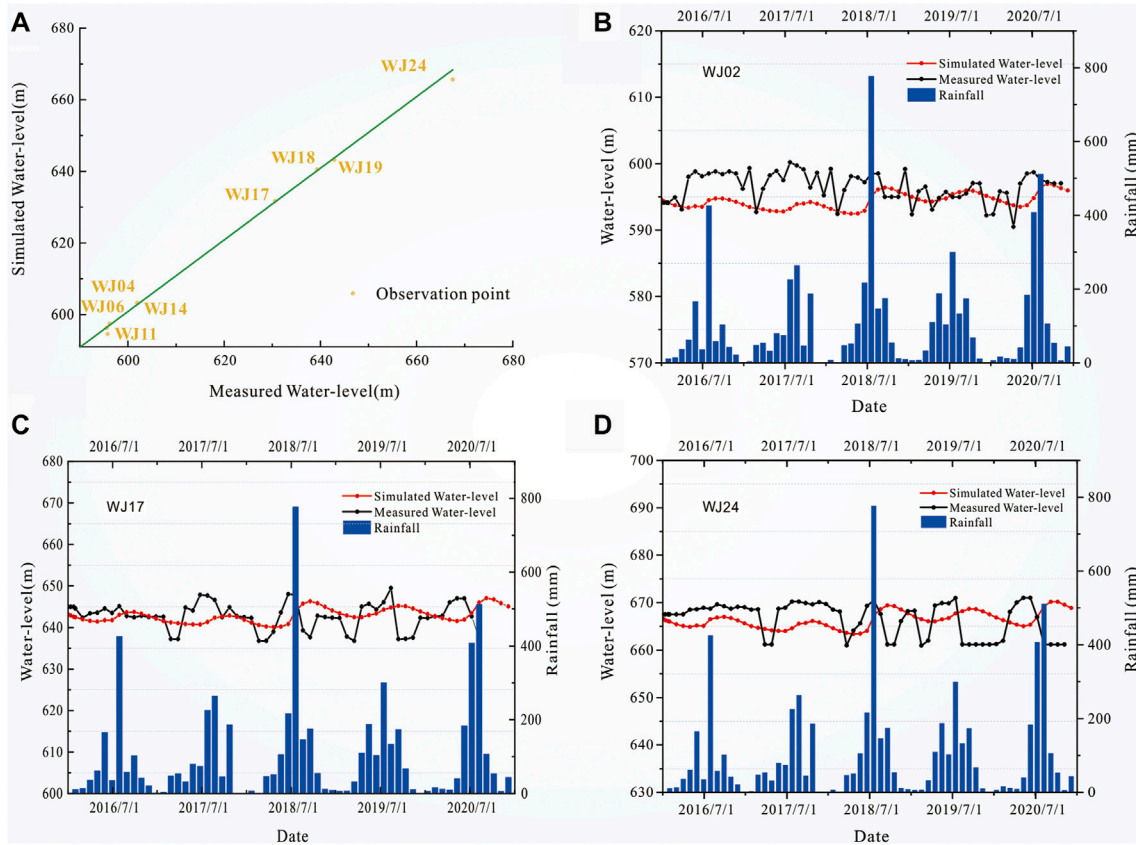 A
680
660
640
620
600
Simulated Water-level(m)
WJ24
WJ18
WJ19
WJ17
WJ04
WJ06
WJ14
WJ11
Observation point
600
620
640
660
680
Measured Water-level(m)
B
2016/7/1
2017/7/1
2018/7/1
2019/7/1
2020/7/1
620
610
600
590
580
570
Water-level (m)
WJ02
Simulated Water-level(m)
Measured Water-level(m)
Rainfall
800
600
400
200
0
Rainfall (mm)
2016/7/1
2017/7/1
2018/7/1
2019/7/1
2020/7/1
Date
C
2016/7/1
2017/7/1
2018/7/1
2019/7/1
2020/7/1
680
670
660
650
640
635
610
605
600
Water-level(m)
WJ17
Simulated Water-level(m)
Measured Water-level(m)
Rainfall
800
600
500
400
200
0
Rainfall (mm)
2016/7/1
2017/7/1
2018/7/1
2019/7/1
2020/7/1
Date
D
2016/7/1
2017/7/1
2018/7/1
2019/7/1
2020/7/1
700
690
680
670
660
650
640
630
Water-level(m)
WJ24
Simulated Water-level(m)
Measured Water-level(m)
Rainfall
800
600
400
200
0
Rainfall (mm)
2016/7/1
2017/7/1
2018/7/1
2019/7/1
2020/7/1
Date